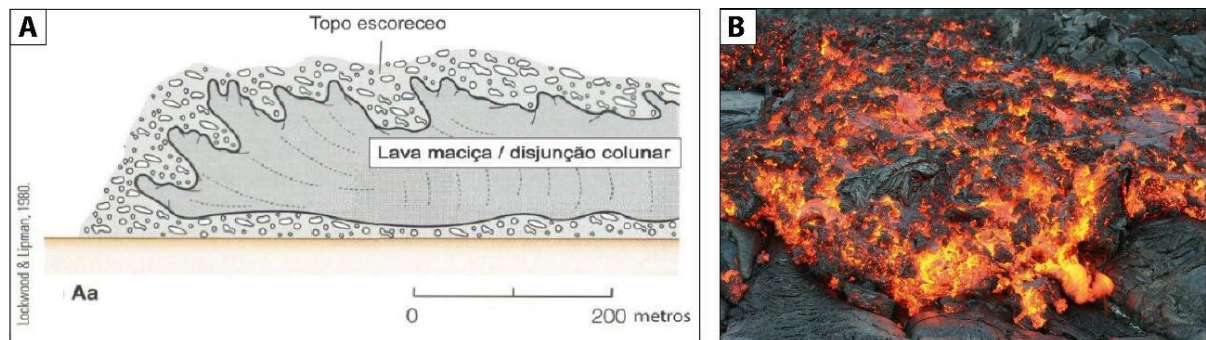 A
Topo escoreceo
Lava maciça / disjunção colunar
Lockwood & Lipman, 1980.
Aa
0
200 metros
B